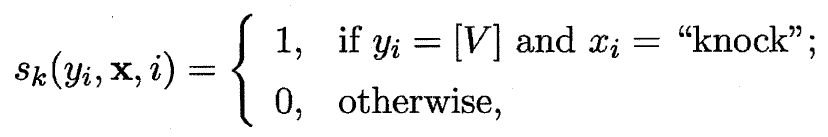 s_k(y_i, x, i) = { 1, if y_i = [V] and x_i = “knock”;
0, otherwise,